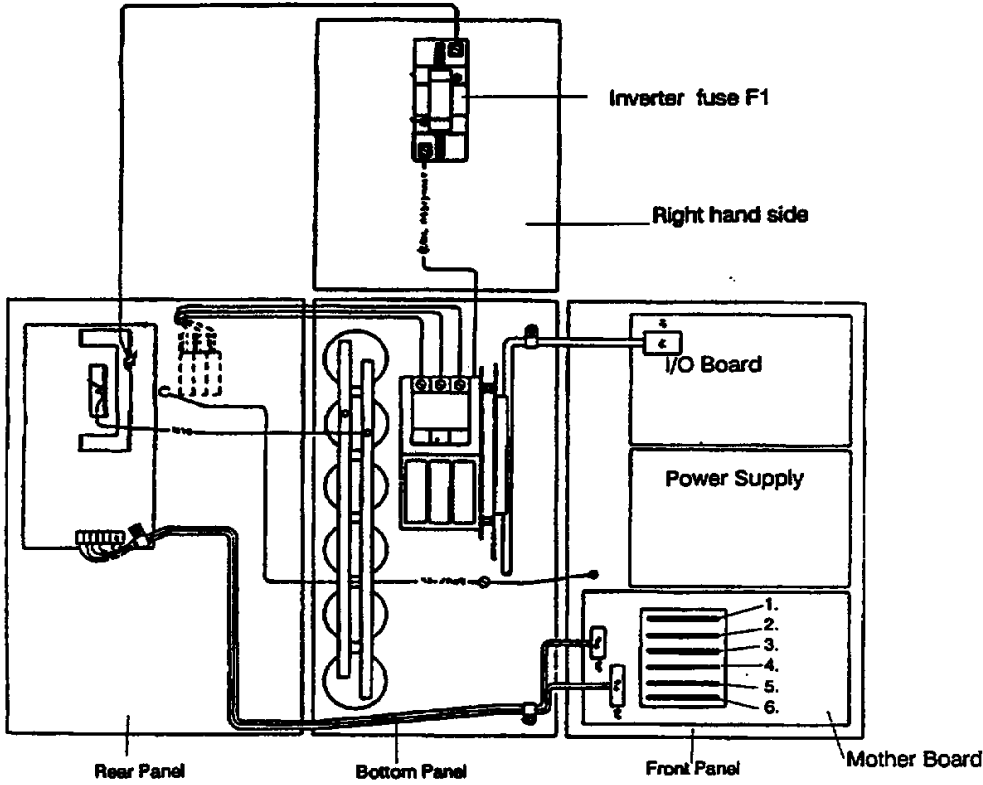 Inverter fuse F1
Right hand side
I/O Board
Power Supply
1.
2.
3.
4.
5.
6.
Mother Board
Rear Panel
Bottom Panel
Front Panel